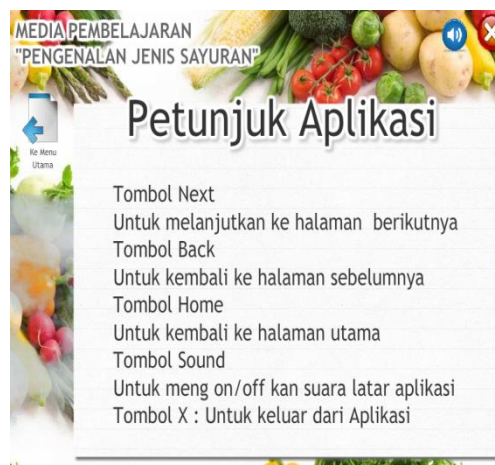 MEDIA PEMBELAJARAN
"PENGENALAN JENIS SAYURAN"
Ke Menu
Utama
Petunjuk Aplikasi
Tombol Next
Untuk melanjutkan ke halaman berikutnya
Tombol Back
Untuk kembali ke halaman sebelumnya
Tombol Home
Untuk kembali ke halaman utama
Tombol Sound
Untuk meng on/off kan suara latar aplikasi
Tombol X : Untuk keluar dari Aplikasi